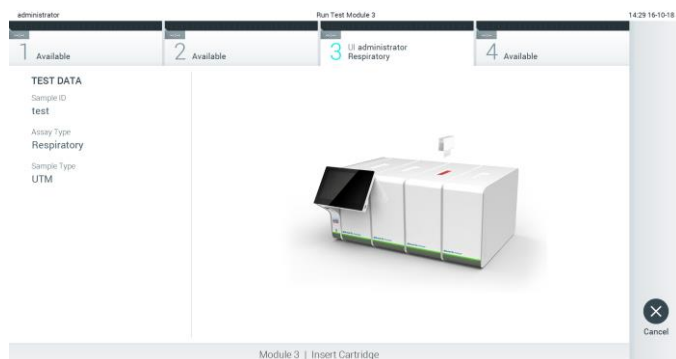 administrator
Run Test Module 3
14:29 16-10-18
1 Available
2 Available
3 UI administrator
Respiratory
4 Available
TEST DATA
Sample ID
test
Assay Type
Respiratory
Sample Type
UTM
Cancel
Module 3 | Insert Cartridge